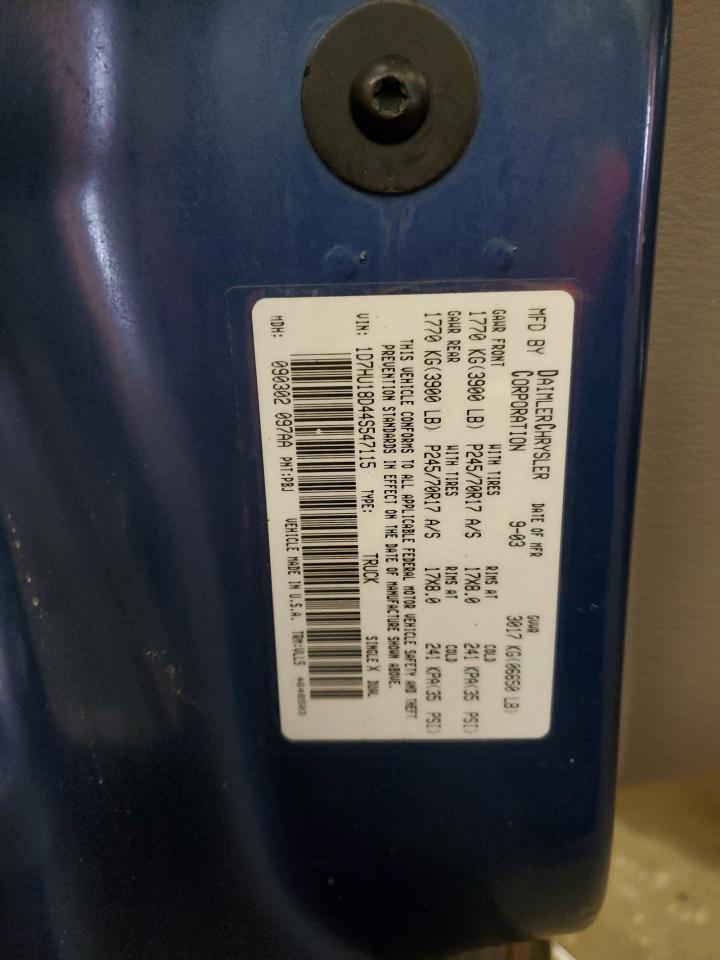 MFD BY DAIMLERCHRYSLER CORPORATION
DATE OF MFR 9-03
GVWR 3017 KG(06650 LB)
GAWR FRONT WITH TIRES RIMS AT COLD
1770 KG(3900 LB) P245/70R17 A/S 17X8.0 241 KPA(35 PSI)
GAWR REAR WITH TIRES RIMS AT COLD
1770 KG(3900 LB) P245/70R17 A/S 17X8.0 241 KPA(35 PSI)
THIS VEHICLE CONFORMS TO ALL APPLICABLE FEDERAL MOTOR VEHICLE SAFETY AND THEFT
PREVENTION STANDARDS IN EFFECT ON THE DATE OF MANUFACTURE SHOWN ABOVE.
VIN: 1D7HU18D44S547115 TYPE: TRUCK SINGLE X DUAL
MDH: 090302 097AA PNT:PBJ VEHICLE MADE IN U.S.A. TRM:VLL5